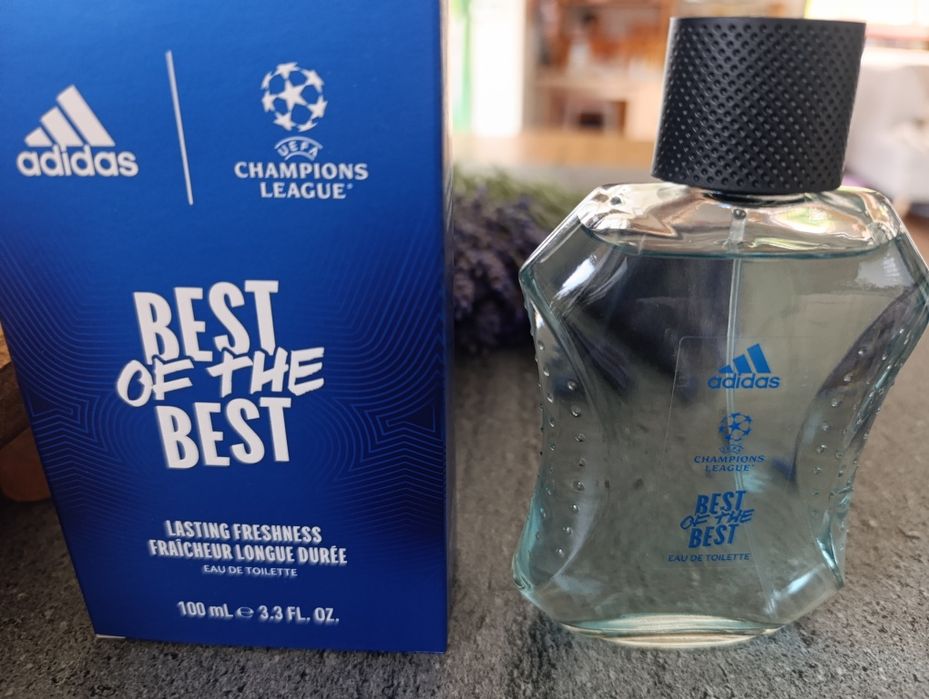 adidas
UEFA
CHAMPIONS
LEAGUE®
BEST
OF THE
BEST
LASTING FRESHNESS
FRAÎCHEUR LONGUE DURÉE
EAU DE TOILETTE
100 mL ℮ 3.3 FL. OZ.
adidas
UEFA
CHAMPIONS
LEAGUE®
BEST
OF THE
BEST
EAU DE TOILETTE